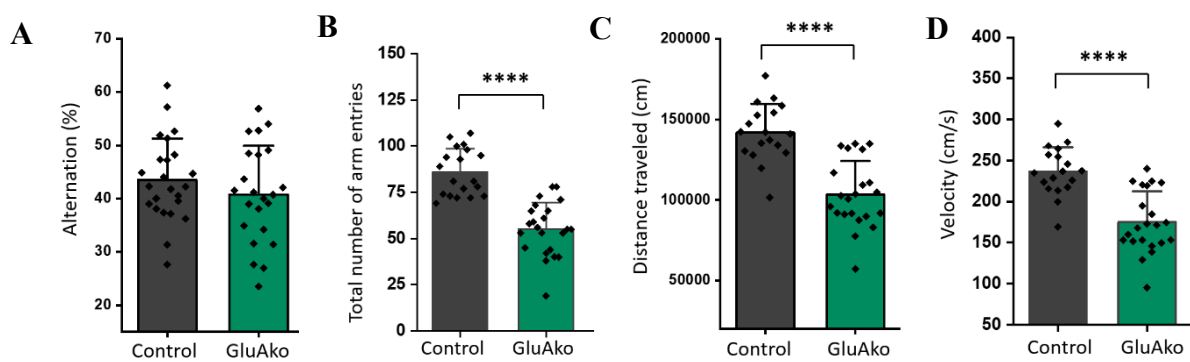 A
Alternation (%)
70
60
50
40
30
20
Control
GluAko
B
Total number of arm entries
150
125
100
75
50
25
0
****
Control
GluAko
C
Distance traveled (cm)
200000
150000
100000
50000
****
Control
GluAko
D
Velocity (cm/s)
400
350
300
250
200
150
100
50
****
Control
GluAko